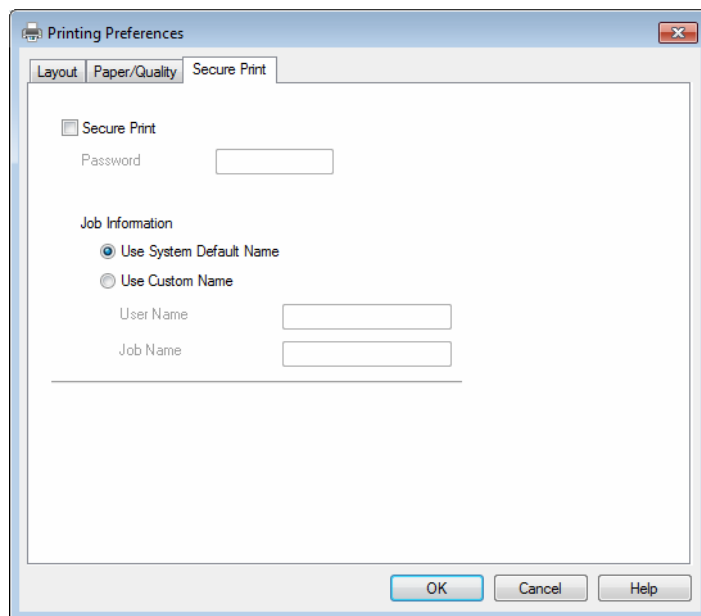 Printing Preferences
Layout Paper/Quality Secure Print
Secure Print
Password
Job Information
Use System Default Name
Use Custom Name
User Name
Job Name
OK Cancel Help